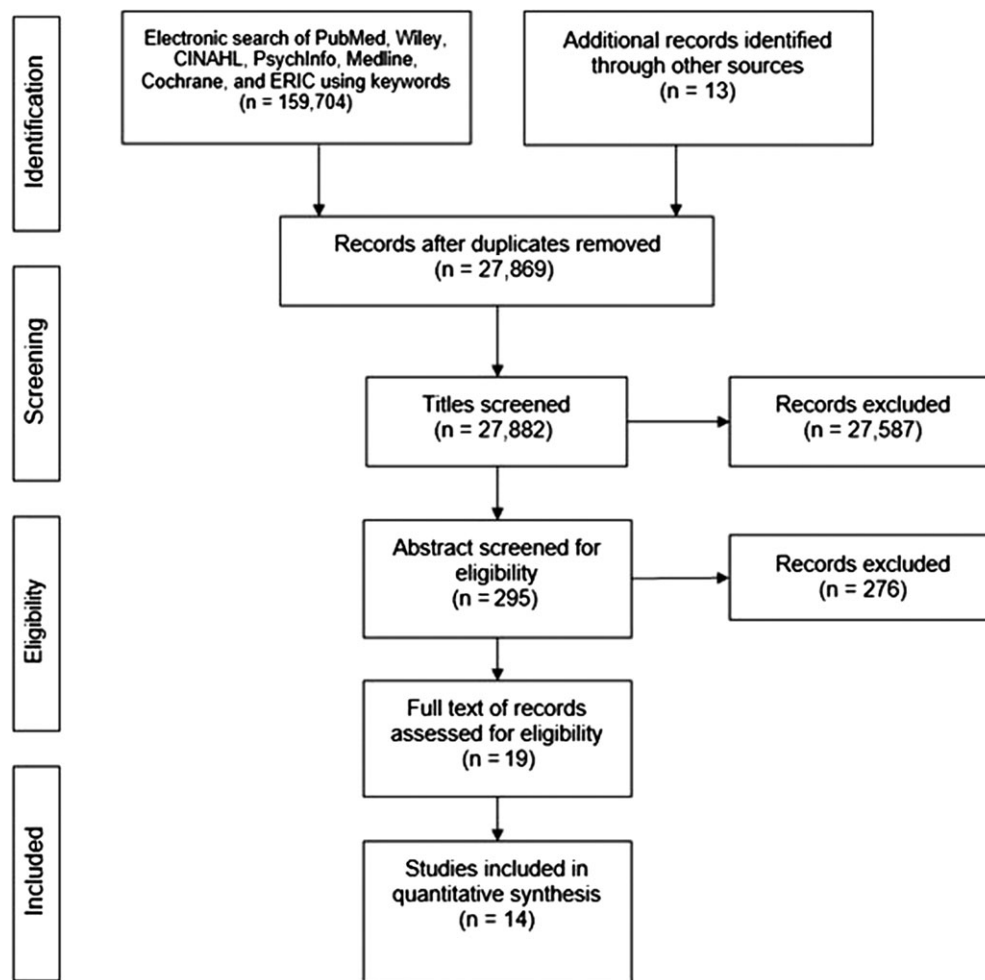 Identification
Electronic search of PubMed, Wiley,
CINAHL, PsychInfo, Medline,
Cochrane, and ERIC using keywords
(n = 159,704)
Additional records identified
through other sources
(n = 13)
Records after duplicates removed
(n = 27,869)
Screening
Titles screened
(n = 27,882)
Records excluded
(n = 27,587)
Eligibility
Abstract screened for
eligibility
(n = 295)
Records excluded
(n = 276)
Full text of records
assessed for eligibility
(n = 19)
Included
Studies included in
quantitative synthesis
(n = 14)